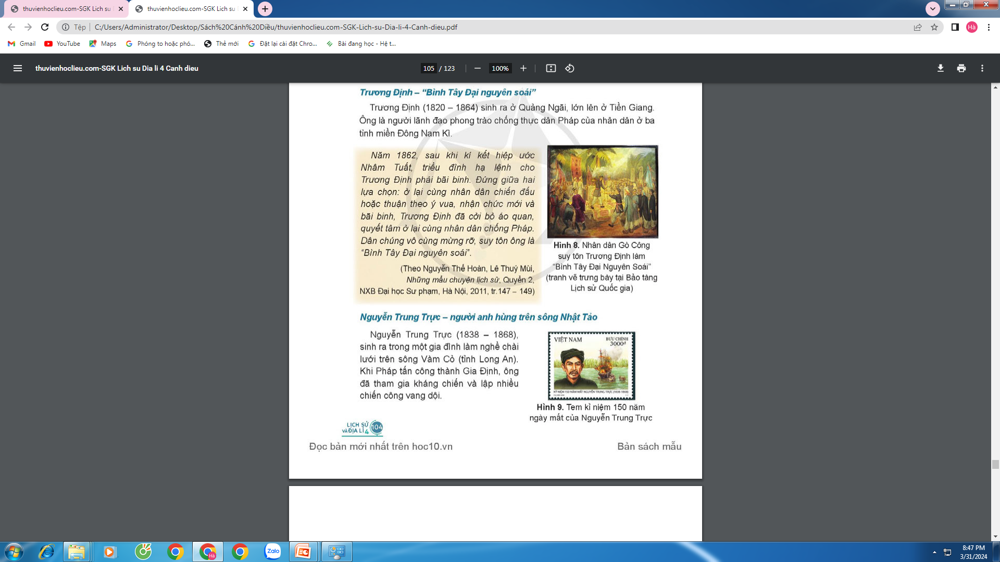 thuvienhoclieu.com-SGK Lich su
thuvienhoclieu.com-SGK Lich su
Tệp
C:/Users/Administrator/Desktop/Sách%20Cánh%20Diều/thuvienhoclieu.com-SGK-Lich-su-Dia-li-4-Canh-dieu.pdf
Hà
Gmail
YouTube
Maps
Phóng to hoặc phó...
Thẻ mới
Đặt lại cài đặt Chro...
Bài đang học - Hệ t...
thuvienhoclieu.com-SGK Lich su Dia li 4 Canh dieu
105 / 123
100%
Trương Định – “Bình Tây Đại nguyên soái”
Trương Định (1820 – 1864) sinh ra ở Quảng Ngãi, lớn lên ở Tiền Giang.
Ông là người lãnh đạo phong trào chống thực dân Pháp của nhân dân ở ba
tỉnh miền Đông Nam Kì.
Năm 1862, sau khi kí kết hiệp ước
Nhâm Tuất, triều đình hạ lệnh cho
Trương Định phải bãi binh. Đứng giữa hai
lựa chọn: ở lại cùng nhân dân chiến đấu
hoặc thuận theo ý vua, nhận chức mới và
bãi binh, Trương Định đã cởi bỏ áo quan,
quyết tâm ở lại cùng nhân dân chống Pháp.
Dân chúng vô cùng mừng rỡ, suy tôn ông là
“Bình Tây Đại nguyên soái”.
(Theo Nguyễn Thế Hoàn, Lê Thuý Mùi,
Những mẩu chuyện lịch sử, Quyển 2,
NXB Đại học Sư phạm, Hà Nội, 2011, tr.147 – 149)
Hình 8. Nhân dân Gò Công
suy tôn Trương Định làm
“Bình Tây Đại Nguyên Soái”
(tranh vẽ trưng bày tại Bảo tàng
Lịch sử Quốc gia)
Nguyễn Trung Trực – người anh hùng trên sông Nhật Tảo
Nguyễn Trung Trực (1838 – 1868),
sinh ra trong một gia đình làm nghề chài
lưới trên sông Vàm Cỏ (tỉnh Long An).
Khi Pháp tấn công thành Gia Định, ông
đã tham gia kháng chiến và lập nhiều
chiến công vang dội.
VIỆT NAM
BƯU CHÍNH
3000đ
KỶ NIỆM 150 NĂM MẤT NGUYỄN TRUNG TRỰC (1838-1868)
Hình 9. Tem kỉ niệm 150 năm
ngày mất của Nguyễn Trung Trực
LỊCH SỬ
VÀ ĐỊA LÍ 4
104
Đọc bản mới nhất trên hoc10.vn
Bản sách mẫu
Hà
Zalo
8:47 PM
3/31/2024